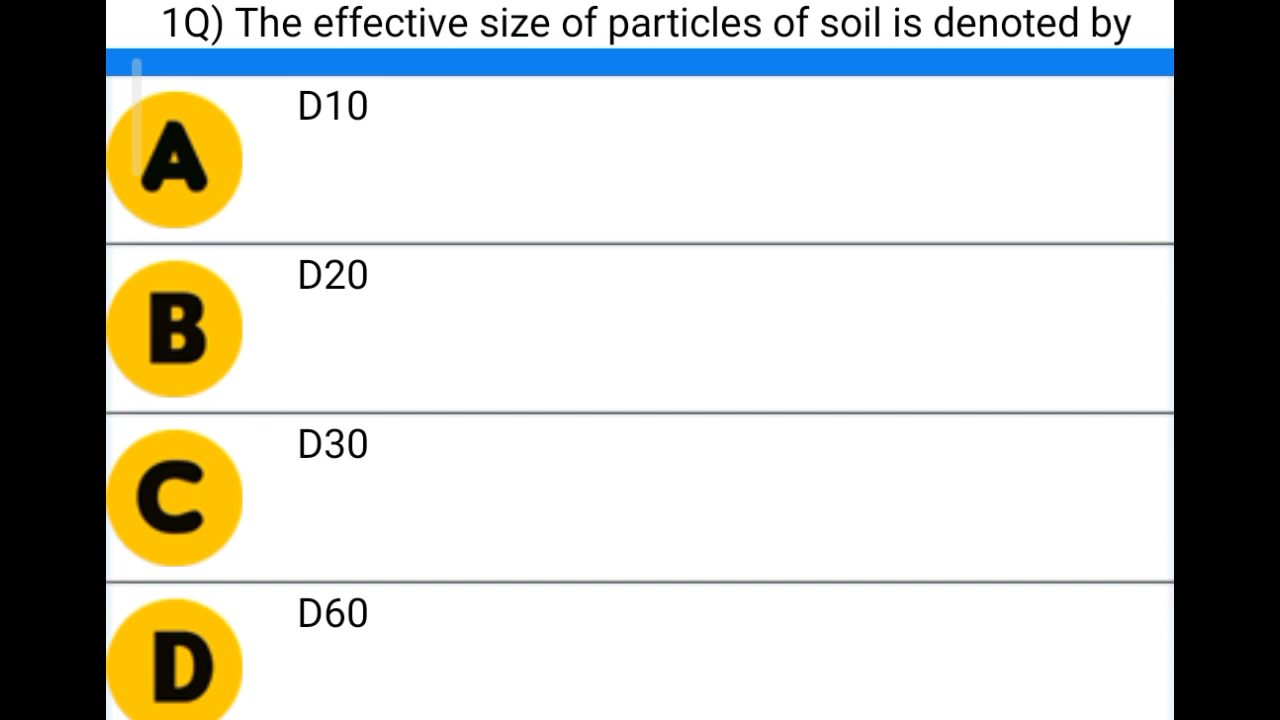 1Q) The effective size of particles of soil is denoted by
A
D10
B
D20
C
D30
D
D60